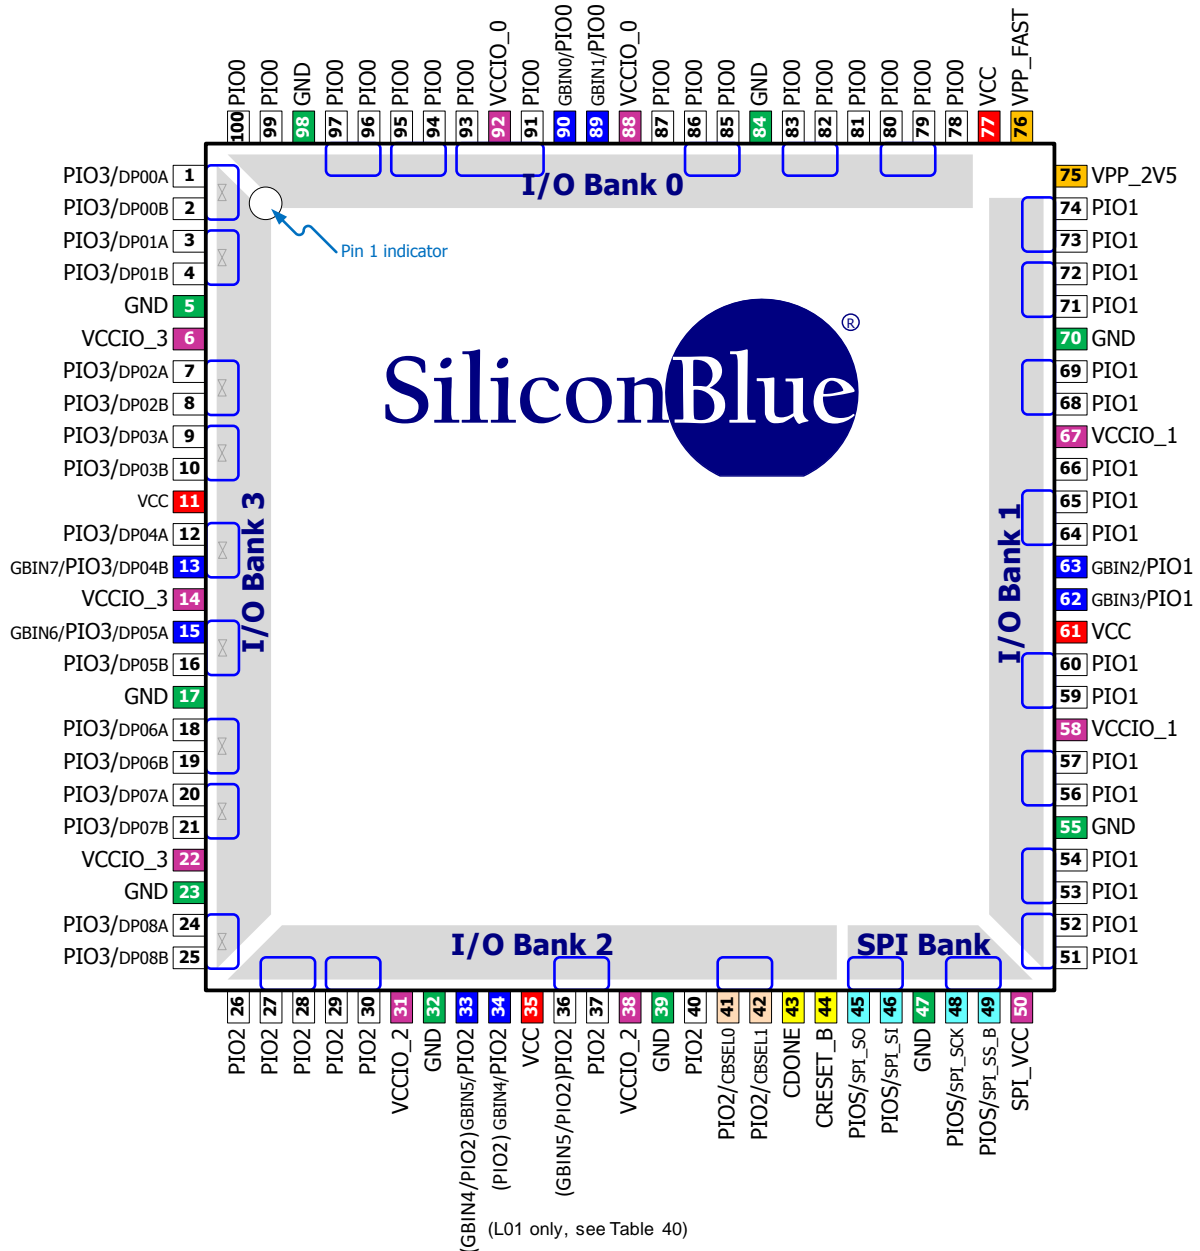 100 PIO0
99 PIO0
98 GND
97 PIO0
96 PIO0
95 PIO0
94 PIO0
93 PIO0
92 VCCIO_0
91 PIO0
90 GBIN0/PIO0
89 GBIN1/PIO0
88 VCCIO_0
87 PIO0
86 PIO0
85 PIO0
84 GND
83 PIO0
82 PIO0
81 PIO0
80 PIO0
79 PIO0
78 PIO0
77 VCC
76 VPP_FAST
I/O Bank 0
PIO3/DP00A 1
PIO3/DP00B 2
PIO3/DP01A 3
PIO3/DP01B 4
GND 5
VCCIO_3 6
PIO3/DP02A 7
PIO3/DP02B 8
PIO3/DP03A 9
PIO3/DP03B 10
VCC 11
PIO3/DP04A 12
GBIN7/PIO3/DP04B 13
VCCIO_3 14
GBIN6/PIO3/DP05A 15
PIO3/DP05B 16
GND 17
PIO3/DP06A 18
PIO3/DP06B 19
PIO3/DP07A 20
PIO3/DP07B 21
VCCIO_3 22
GND 23
PIO3/DP08A 24
PIO3/DP08B 25
I/O Bank 3
Pin 1 indicator
SiliconBlue
®
I/O Bank 1
75 VPP_2V5
74 PIO1
73 PIO1
72 PIO1
71 PIO1
70 GND
69 PIO1
68 PIO1
67 VCCIO_1
66 PIO1
65 PIO1
64 PIO1
63 GBIN2/PIO1
62 GBIN3/PIO1
61 VCC
60 PIO1
59 PIO1
58 VCCIO_1
57 PIO1
56 PIO1
55 GND
54 PIO1
53 PIO1
52 PIO1
51 PIO1
I/O Bank 2
SPI Bank
PIO2 26
PIO2 27
PIO2 28
PIO2 29
PIO2 30
VCCIO_2 31
GND 32
(GBIN4/PIO2)GBIN5/PIO2 33
(PIO2) GBIN4/PIO2 34
VCC 35
(GBIN5/PIO2)PIO2 36
PIO2 37
VCCIO_2 38
GND 39
PIO2 40
PIO2/CBSEL0 41
PIO2/CBSEL1 42
CDONE 43
CRESET_B 44
PIOS/SPI_SO 45
PIOS/SPI_SI 46
GND 47
PIOS/SPI_SCK 48
PIOS/SPI_SS_B 49
SPI_VCC 50
(L01 only, see Table 40)